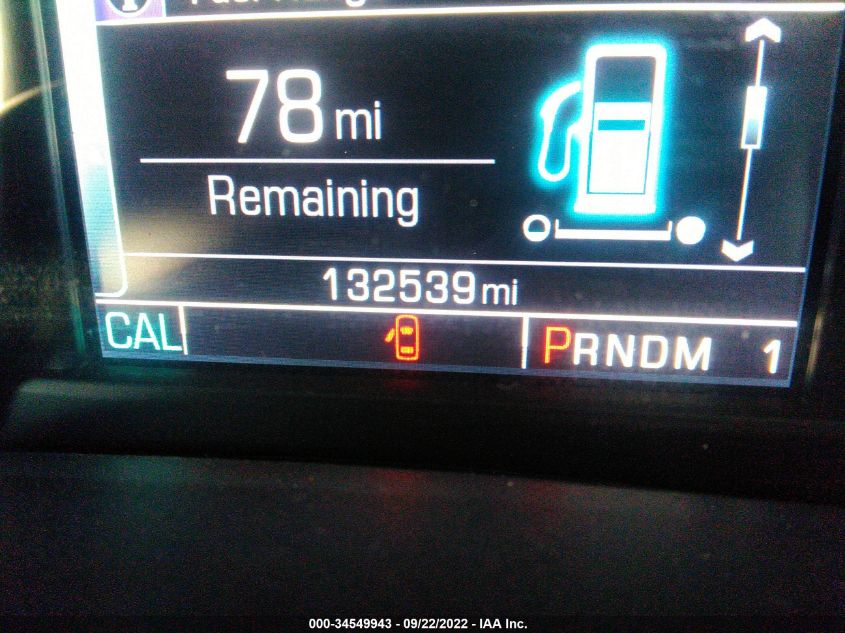 78 mi
Remaining
132539 mi
CAL PRNDM 1
000-34549943 - 09/22/2022 - IAA Inc.